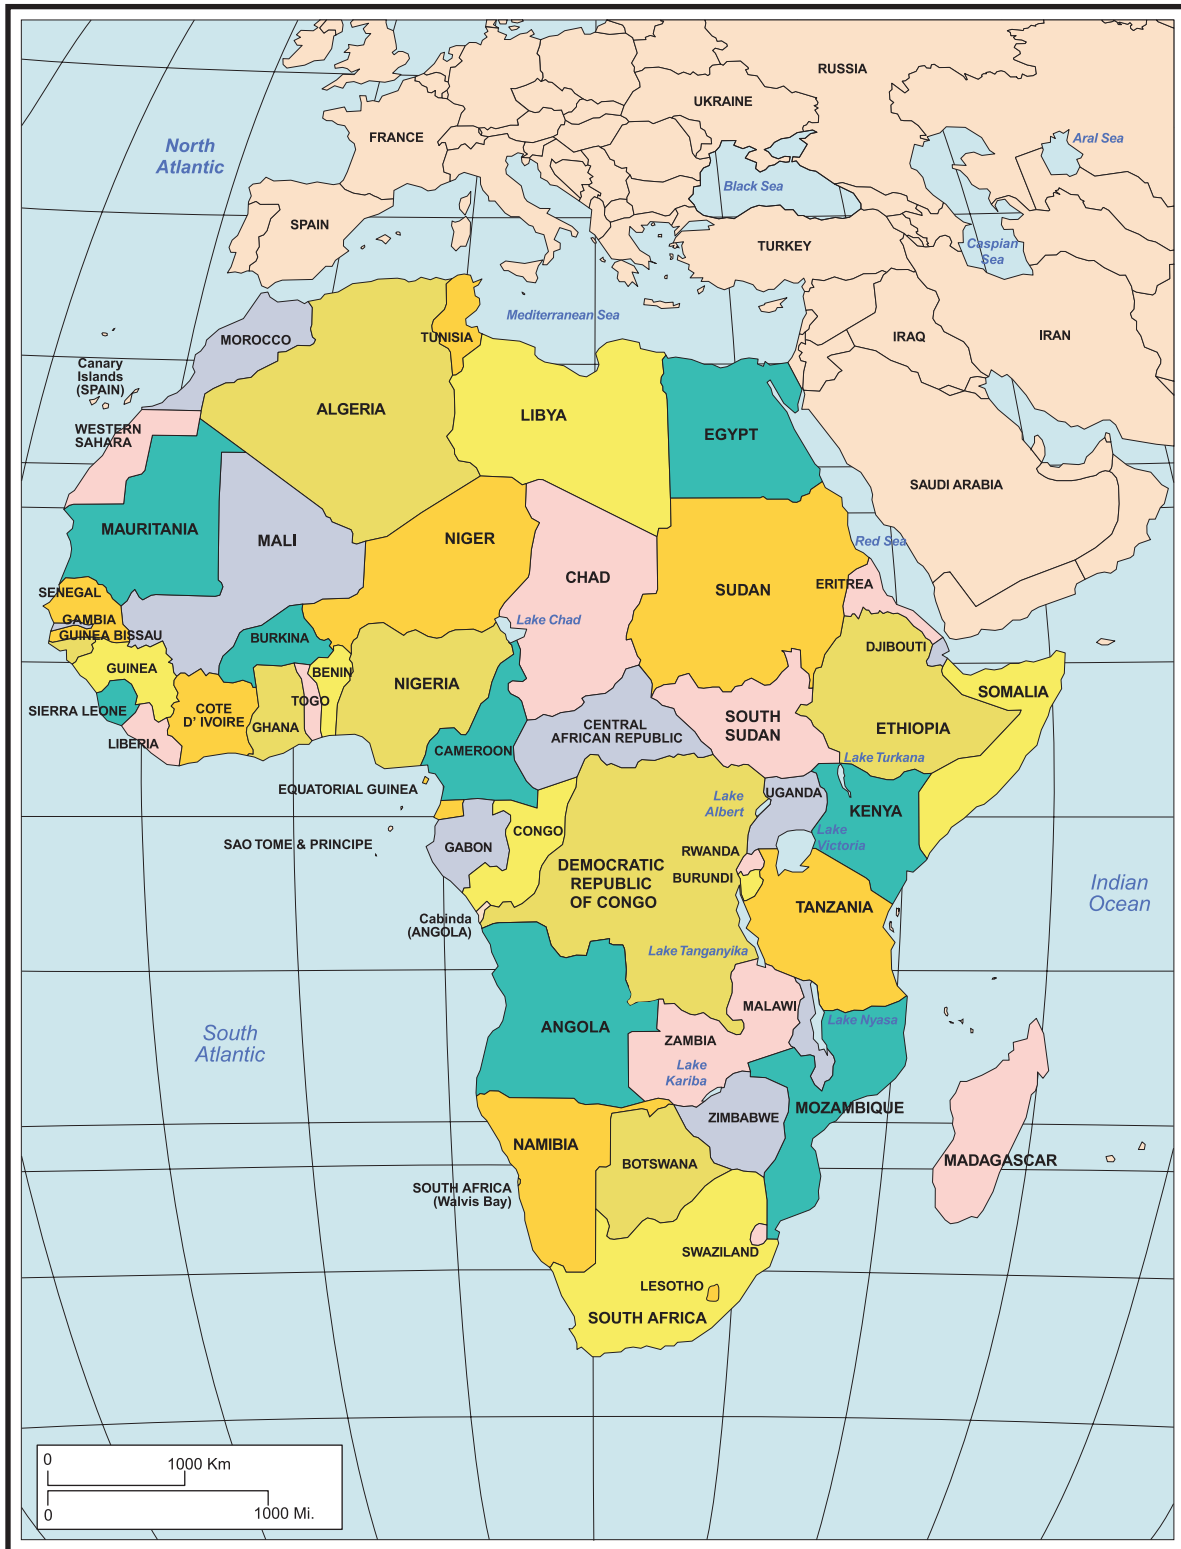 RUSSIA
UKRAINE
FRANCE
North
Atlantic
Aral Sea
Black Sea
SPAIN
TURKEY
Caspian
Sea
Mediterranean Sea
MOROCCO
TUNISIA
IRAQ
IRAN
Canary
Islands
(SPAIN)
ALGERIA
LIBYA
EGYPT
WESTERN
SAHARA
SAUDI ARABIA
MAURITANIA
MALI
NIGER
Red Sea
CHAD
SUDAN
ERITREA
SENEGAL
GAMBIA
GUINEA BISSAU
BURKINA
Lake Chad
DJIBOUTI
GUINEA
BENIN
NIGERIA
SOMALIA
TOGO
SIERRA LEONE
COTE
D' IVOIRE
GHANA
CENTRAL
AFRICAN REPUBLIC
SOUTH
SUDAN
ETHIOPIA
LIBERIA
CAMEROON
Lake Turkana
EQUATORIAL GUINEA
Lake
Albert
UGANDA
KENYA
CONGO
Lake
Victoria
SAO TOME & PRINCIPE
GABON
RWANDA
DEMOCRATIC
REPUBLIC
OF CONGO
BURUNDI
Indian
Ocean
TANZANIA
Cabinda
(ANGOLA)
Lake Tanganyika
MALAWI
ANGOLA
Lake Nyasa
South
Atlantic
ZAMBIA
Lake
Kariba
MOZAMBIQUE
ZIMBABWE
NAMIBIA
BOTSWANA
MADAGASCAR
SOUTH AFRICA
(Walvis Bay)
SWAZILAND
LESOTHO
SOUTH AFRICA
0
1000 Km
0
1000 Mi.